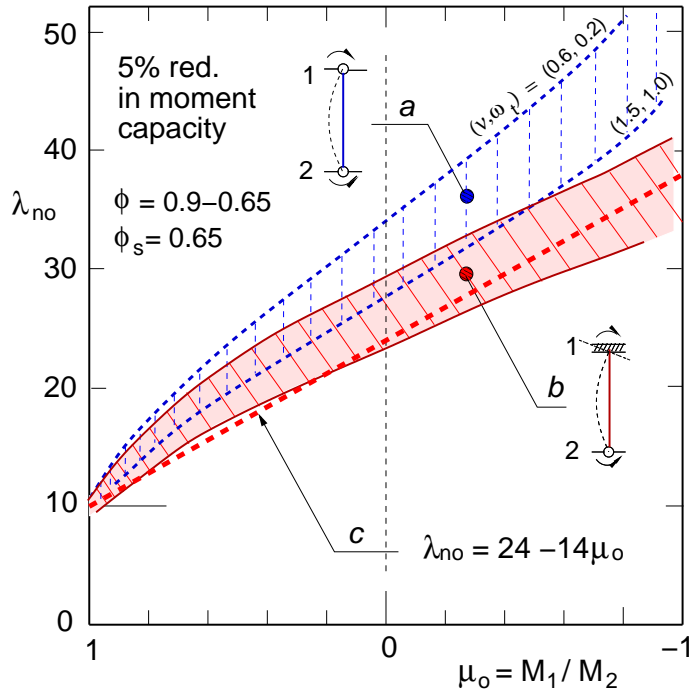 λno
50
40
30
20
10
0
5% red.
in moment
capacity
ϕ = 0.9−0.65
ϕs = 0.65
1
2
a
(ν,ωt) = (0.6, 0.2)
(1.5, 1.0)
b
1
2
c
λno = 24 −14μo
1
0
−1
μo = M1 / M2